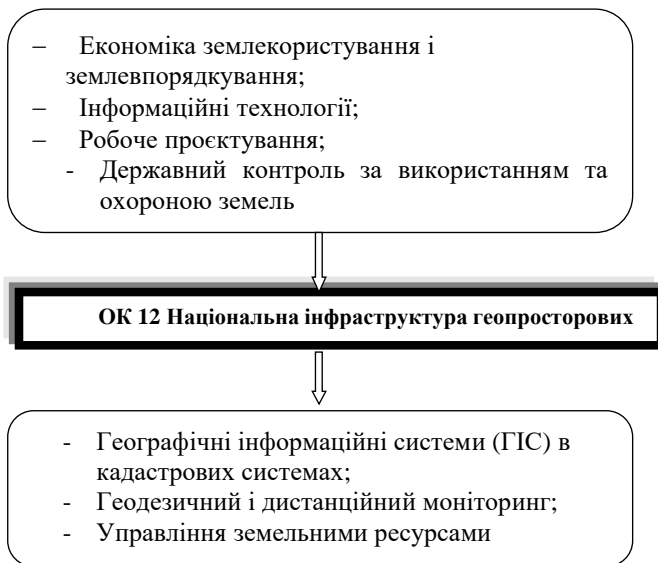 – Економіка землекористування і
землевпорядкування;
– Інформаційні технології;
– Робоче проєктування;
- Державний контроль за використанням та
охороною земель
ОК 12 Національна інфраструктура геопросторових
- Географічні інформаційні системи (ГІС) в
кадастрових системах;
- Геодезичний і дистанційний моніторинг;
- Управління земельними ресурсами